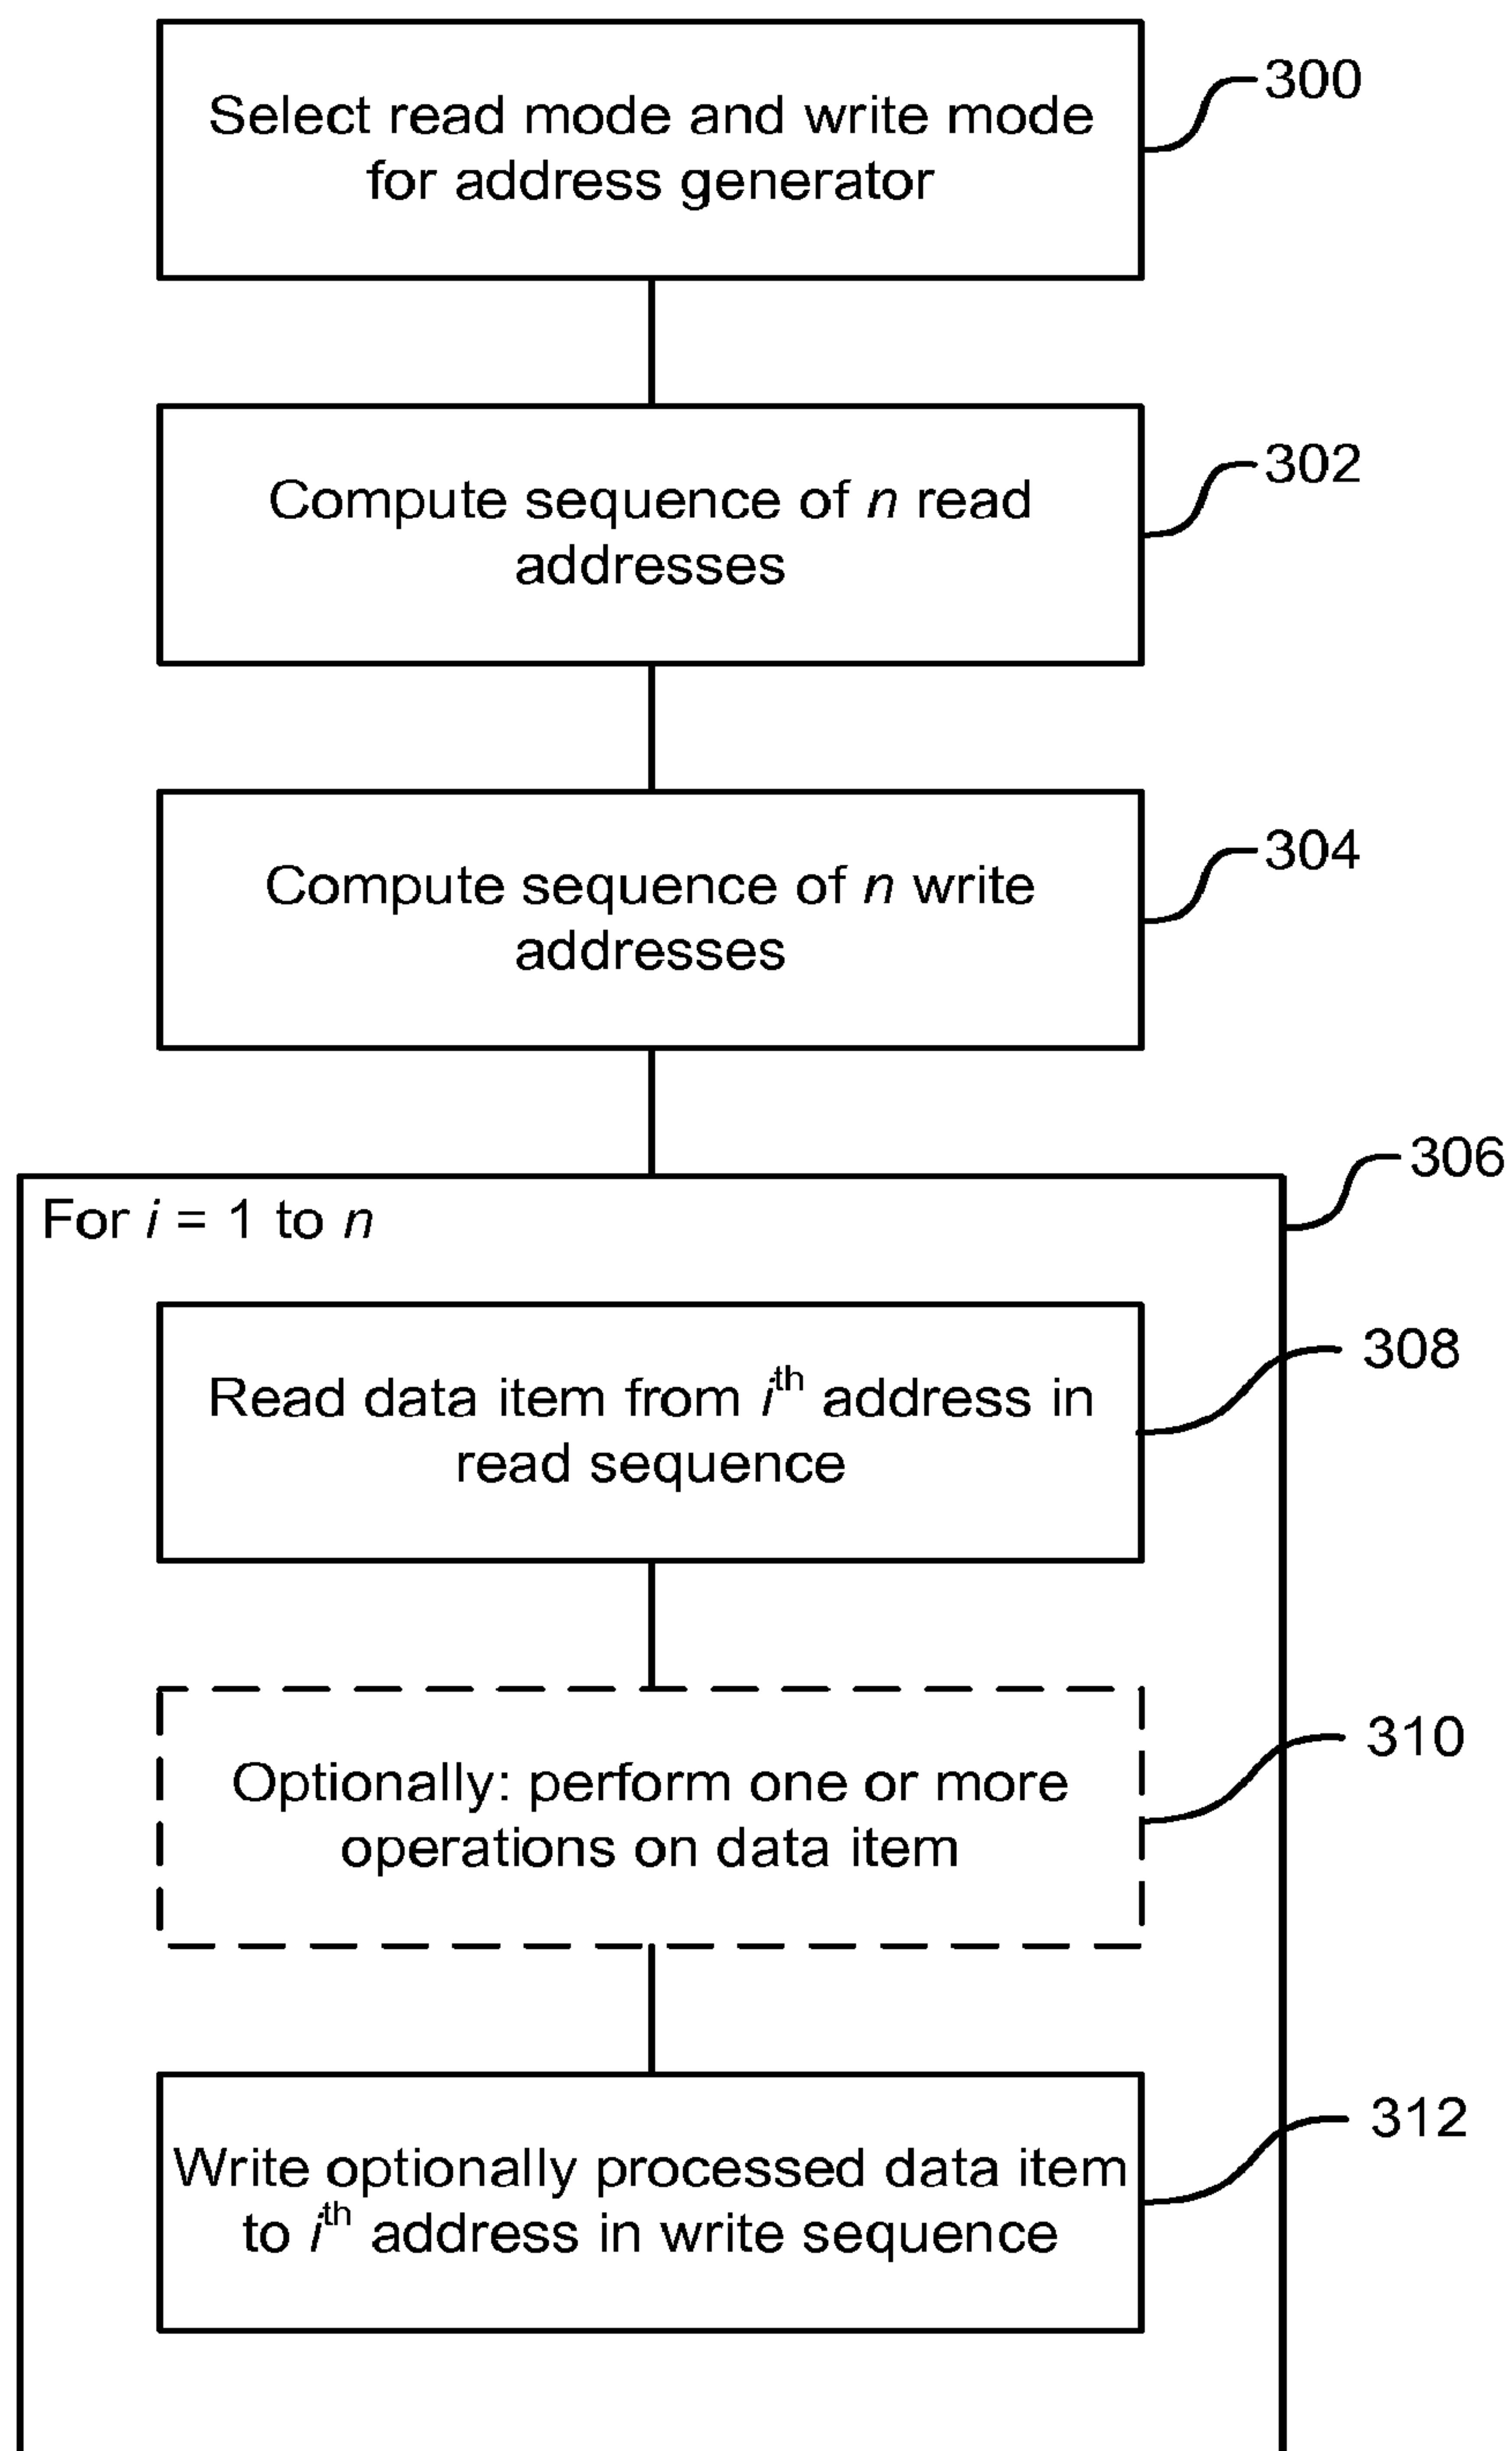 Select read mode and write mode
for address generator
300
Compute sequence of n read
addresses
302
Compute sequence of n write
addresses
304
306
For i = 1 to n
Read data item from ith address in
read sequence
308
Optionally: perform one or more
operations on data item
310
Write optionally processed data item
to ith address in write sequence
312